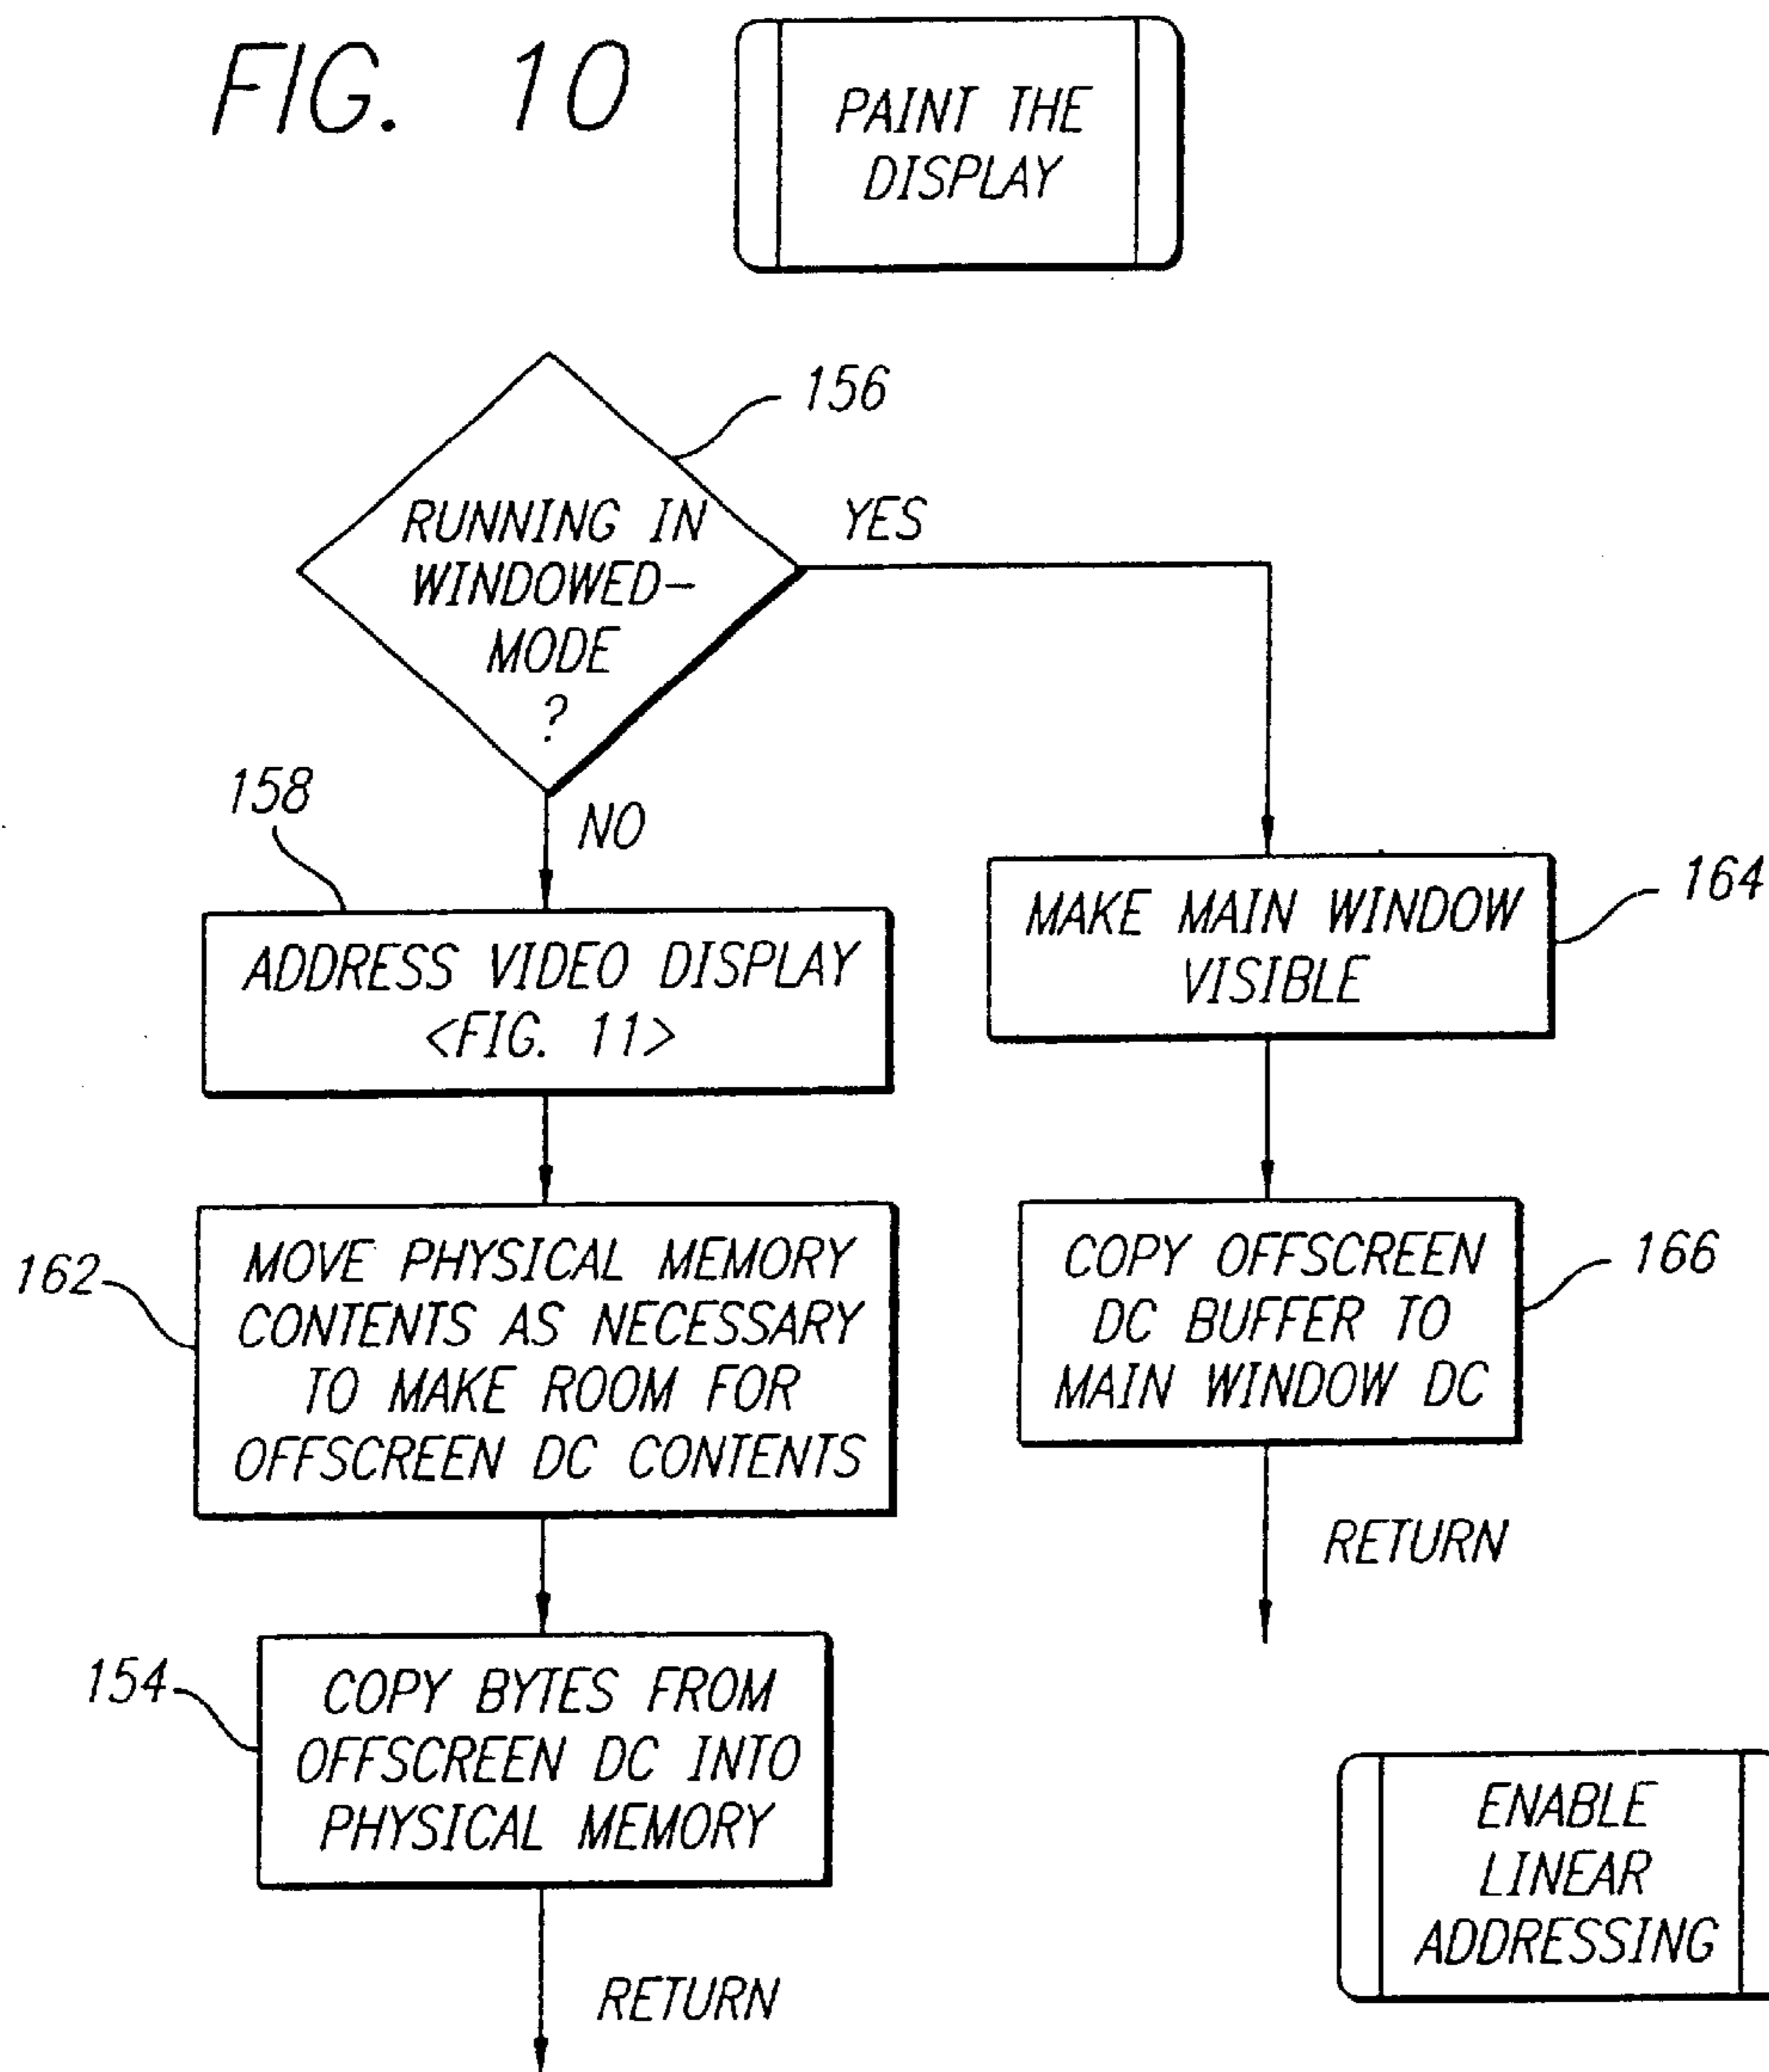 FIG. 10
PAINT THE
DISPLAY
156
RUNNING IN
WINDOWED-
MODE
?
YES
NO
158
ADDRESS VIDEO DISPLAY
<FIG. 11>
164
MAKE MAIN WINDOW
VISIBLE
162
MOVE PHYSICAL MEMORY
CONTENTS AS NECESSARY
TO MAKE ROOM FOR
OFFSCREEN DC CONTENTS
166
COPY OFFSCREEN
DC BUFFER TO
MAIN WINDOW DC
RETURN
154
COPY BYTES FROM
OFFSCREEN DC INTO
PHYSICAL MEMORY
RETURN
ENABLE
LINEAR
ADDRESSING